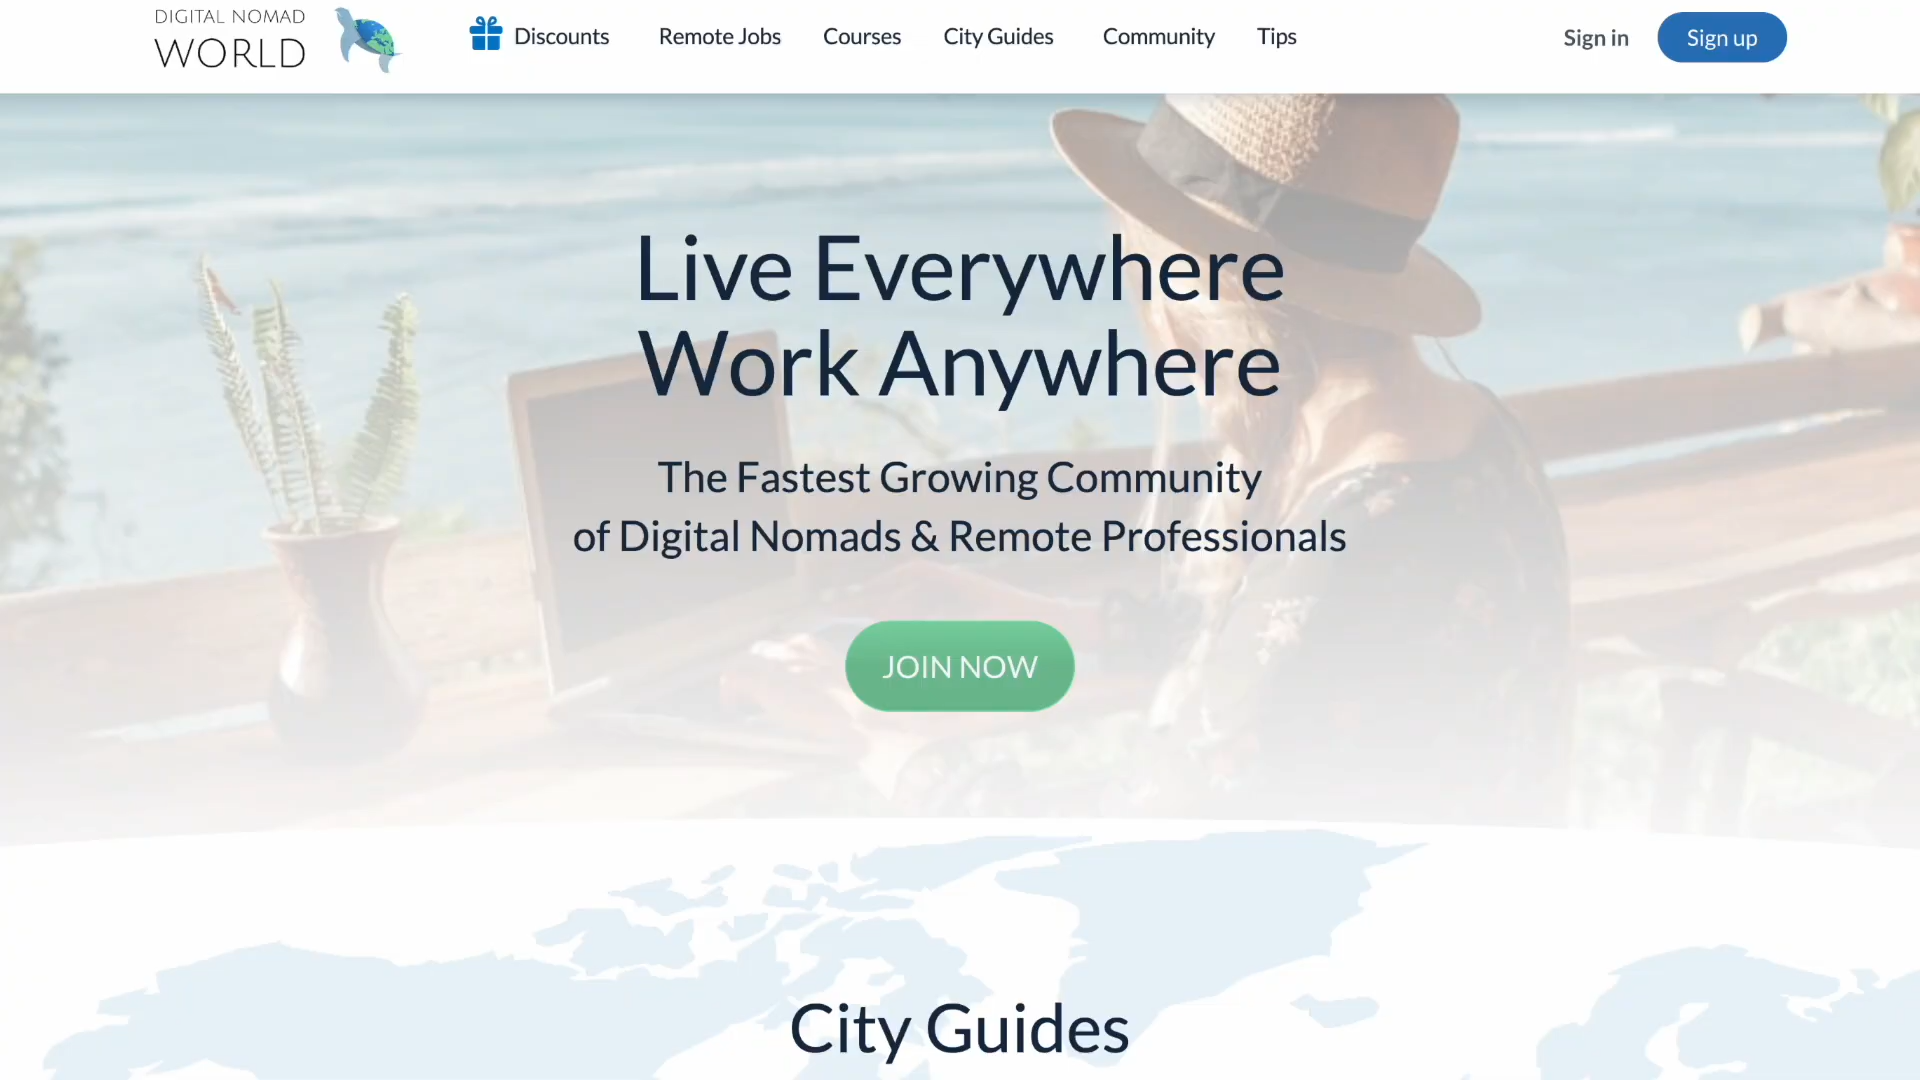 DIGITAL NOMAD
WORLD
Discounts
Remote Jobs
Courses
City Guides
Community
Tips
Sign in
Sign up
Live Everywhere
Work Anywhere
The Fastest Growing Community
of Digital Nomads & Remote Professionals
JOIN NOW
City Guides